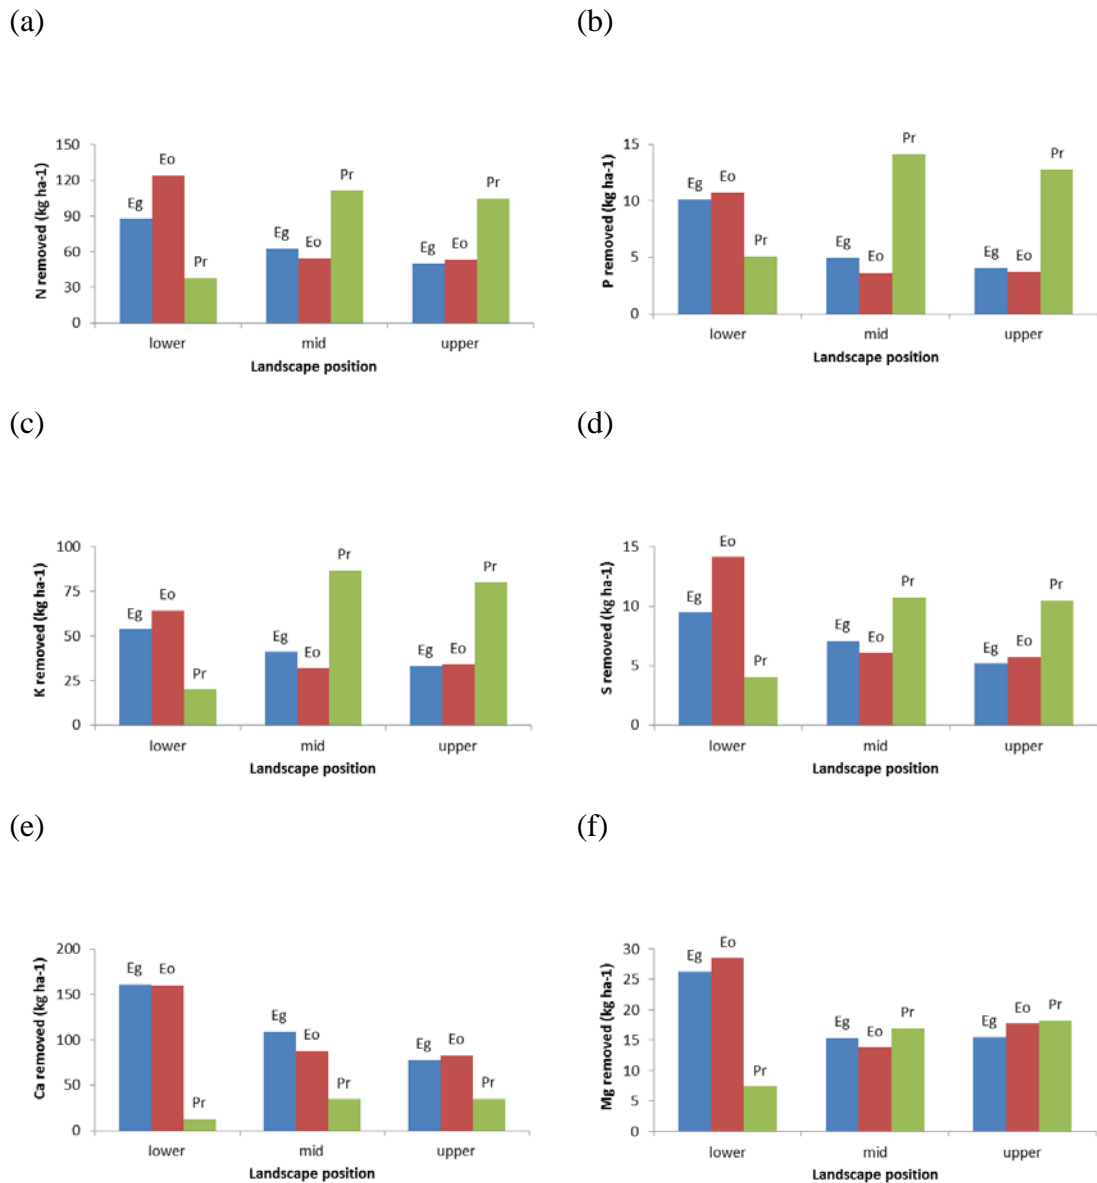 (a)
N removed (kg ha-1)
150
120
90
60
30
0
Eg
Eo
Pr
Eg
Eo
Pr
Eg
Eo
Pr
lower
mid
upper
Landscape position
(b)
P removed (kg ha-1)
15
10
5
0
Eg
Eo
Pr
Eg
Eo
Pr
Eg
Eo
Pr
lower
mid
upper
Landscape position
(c)
K removed (kg ha-1)
100
75
50
25
0
Eg
Eo
Pr
Eg
Eo
Pr
Eg
Eo
Pr
lower
mid
upper
Landscape position
(d)
S removed (kg ha-1)
15
10
5
0
Eg
Eo
Pr
Eg
Eo
Pr
Eg
Eo
Pr
lower
mid
upper
Landscape position
(e)
Ca removed (kg ha-1)
200
150
100
50
0
Eg
Eo
Pr
Eg
Eo
Pr
Eg
Eo
Pr
lower
mid
upper
Landscape position
(f)
Mg removed (kg ha-1)
30
25
20
15
10
5
0
Eg
Eo
Pr
Eg
Eo
Pr
Eg
Eo
Pr
lower
mid
upper
Landscape position